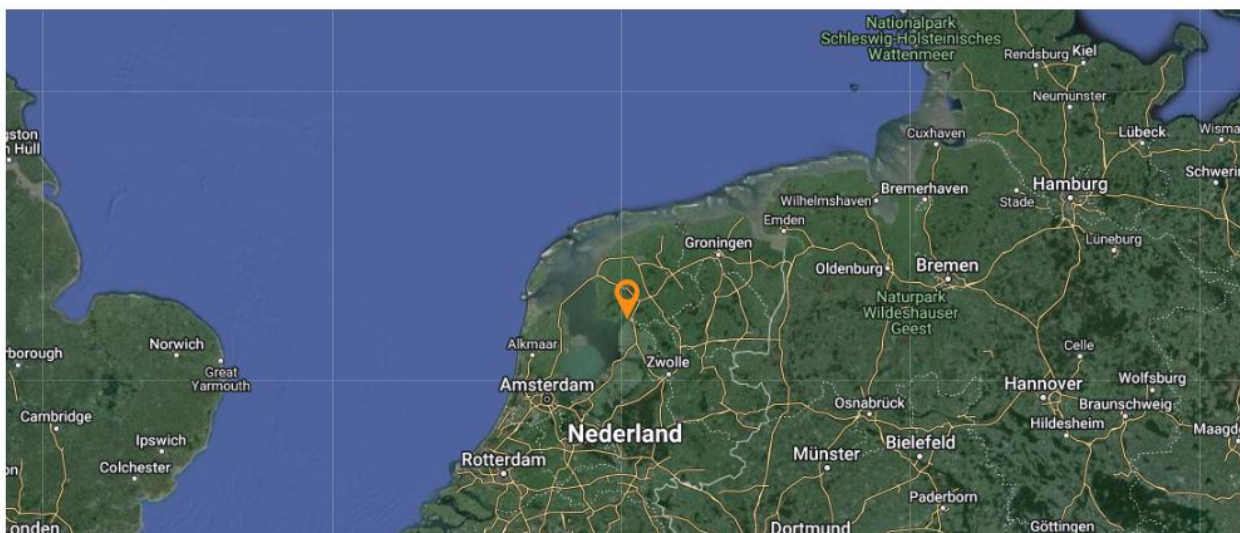 Nationalpark
Schleswig-Holsteinisches
Wattenmeer
Rendsburg Kiel
Neumünster
gston
n Hull
Cuxhaven
Lübeck
Wisma
Schwerin
Hamburg
Bremerhaven
Wilhelmshaven
Stade
Emden
Groningen
Lüneburg
Oldenburg
Bremen
Naturpark
Wildeshauser
Geest
Norwich
Alkmaar
rborough
Great
Yarmouth
Zwolle
Celle
Amsterdam
Hannover
Wolfsburg
Cambridge
Osnabrück
Braunschweig
Hildesheim
Maagd
Ipswich
Nederland
Bielefeld
Münster
Colchester
on
Rotterdam
Paderborn
onden
Dortmund
Göttingen